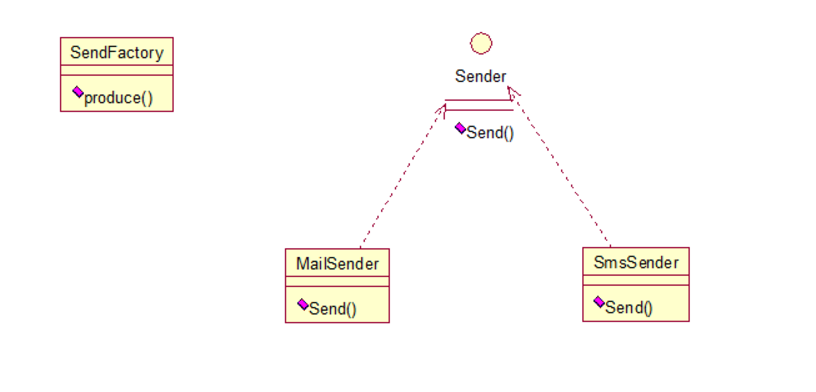 SendFactory
produce()
Sender
Send()
MailSender
Send()
SmsSender
Send()